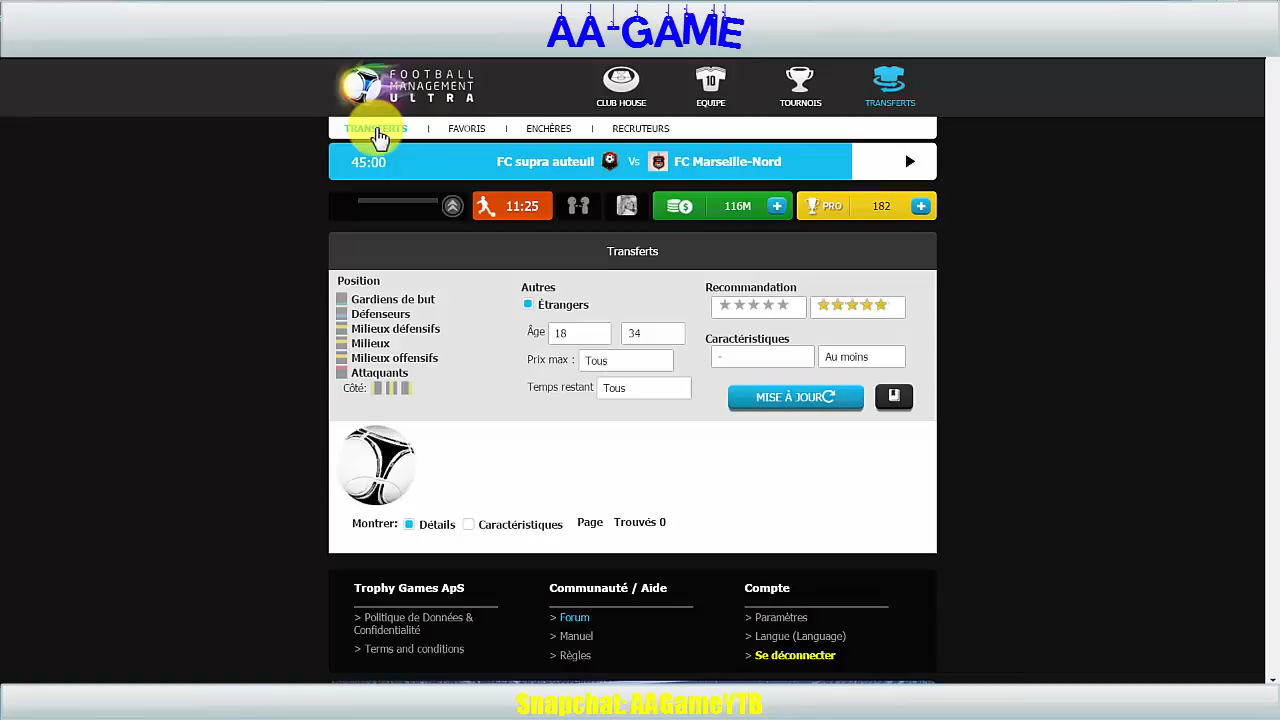 AA-GAME
FOOTBALL
MANAGEMENT
ULTRA
CLUB HOUSE
10
EQUIPE
TOURNOIS
TRANSFERTS
TRANSFERTS | FAVORIS | ENCHÈRES | RECRUTEURS
45:00 FC supra auteuil Vs FC Marseille-Nord
11:25 116M + PRO 182 +
Transferts
Position
Gardiens de but
Défenseurs
Milieux défensifs
Milieux
Milieux offensifs
Attaquants
Côté:
Autres
Étrangers
Âge 18 34
Prix max : Tous
Temps restant Tous
Recommandation
Caractéristiques
- Au moins
MISE À JOUR
Montrer: Détails Caractéristiques Page Trouvés 0
Trophy Games ApS
> Politique de Données &
Confidentialité
> Terms and conditions
Communauté / Aide
> Forum
> Manuel
> Règles
Compte
> Paramètres
> Langue (Language)
> Se déconnecter
Snapchat: AAGameYTB